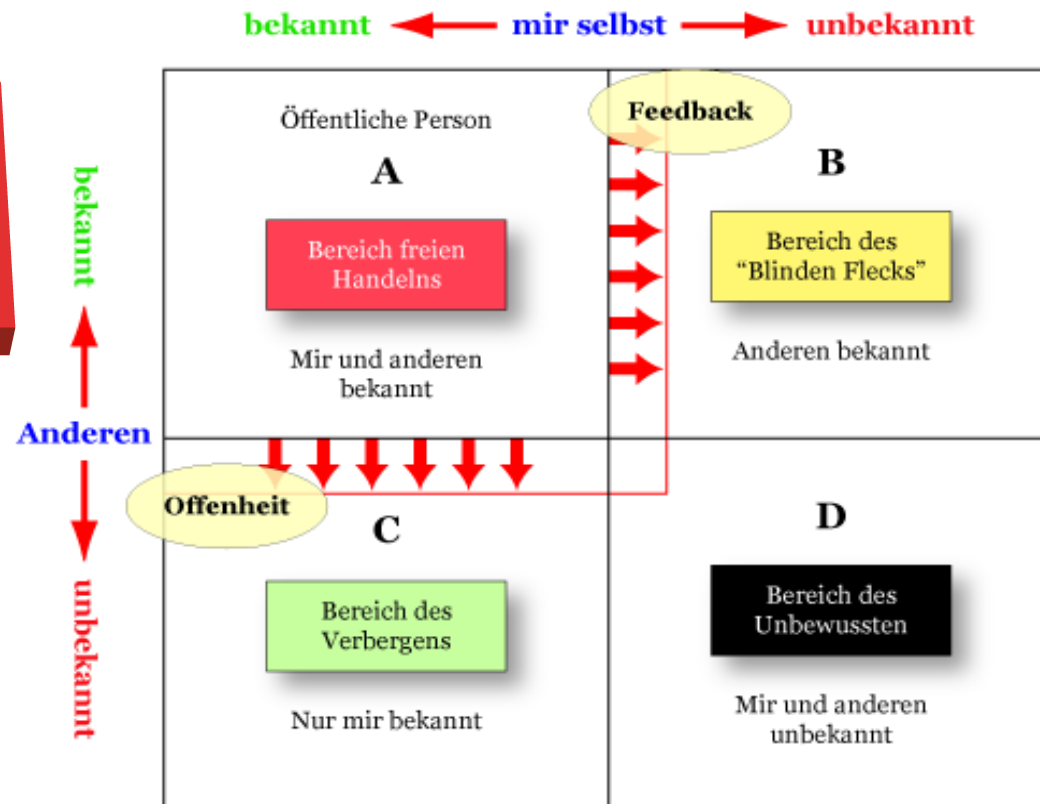 bekannt mir selbst unbekannt
Öffentliche Person
A
Bereich freien
Handelns
Mir und anderen
bekannt
Feedback
B
Bereich des
“Blinden Flecks”
Anderen bekannt
bekannt
Anderen
unbekannt
Offenheit
C
Bereich des
Verbergens
Nur mir bekannt
D
Bereich des
Unbewussten
Mir und anderen
unbekannt